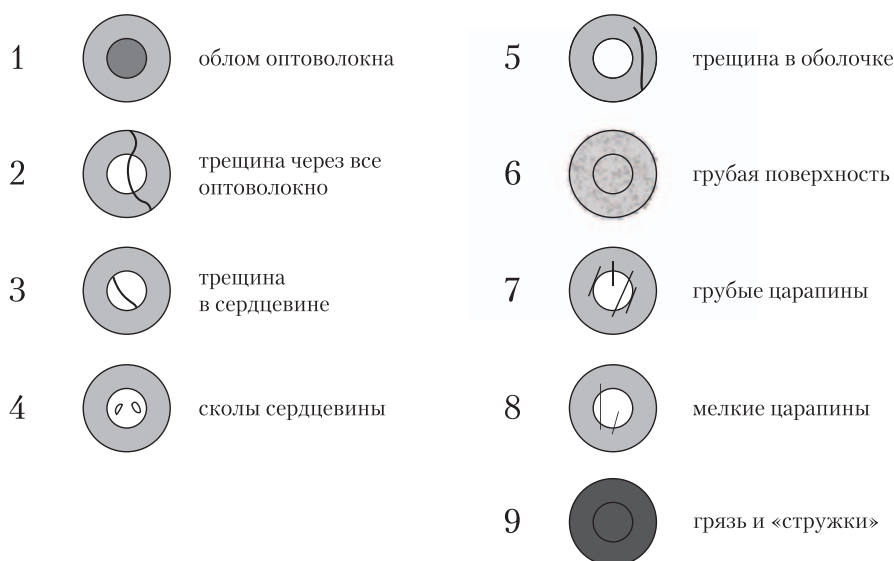 1
облом оптоволокна
2
трещина через все
оптоволокно
3
трещина
в сердцевине
4
сколы сердцевины
5
трещина в оболочке
6
грубая поверхность
7
грубые царапины
8
мелкие царапины
9
грязь и «стружки»